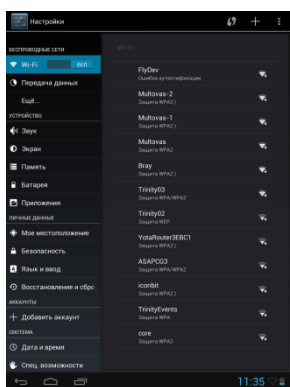 Настройки
БЕСПРОВОДНЫЕ СЕТИ
Wi-Fi
ВКЛ
Передача данных
Ещё...
УСТРОЙСТВО
Звук
Экран
Память
Батарея
Приложения
ЛИЧНЫЕ ДАННЫЕ
Мое местоположение
Безопасность
Язык и ввод
Восстановление и сбро
АККАУНТЫ
Добавить аккаунт
СИСТЕМА
Дата и время
Спец. возможности
Wi-Fi
FlyDev
Ошибка аутентификации
Multovas-2
Защита WPA2 )
Multovas-1
Защита WPA2 )
Multovas
Защита WPA2
Bray
Защита WPA2 )
Trinity03
Защита WPA/WPA2
Trinity02
Защита WEP
YotaRouter3EBC1
Защита WPA2 )
ASAPCG3
Защита WPA/WPA2
iconbit
Защита WPA2 )
TrinityEvents
Защита WPA
core
Защита WPA2
11:35